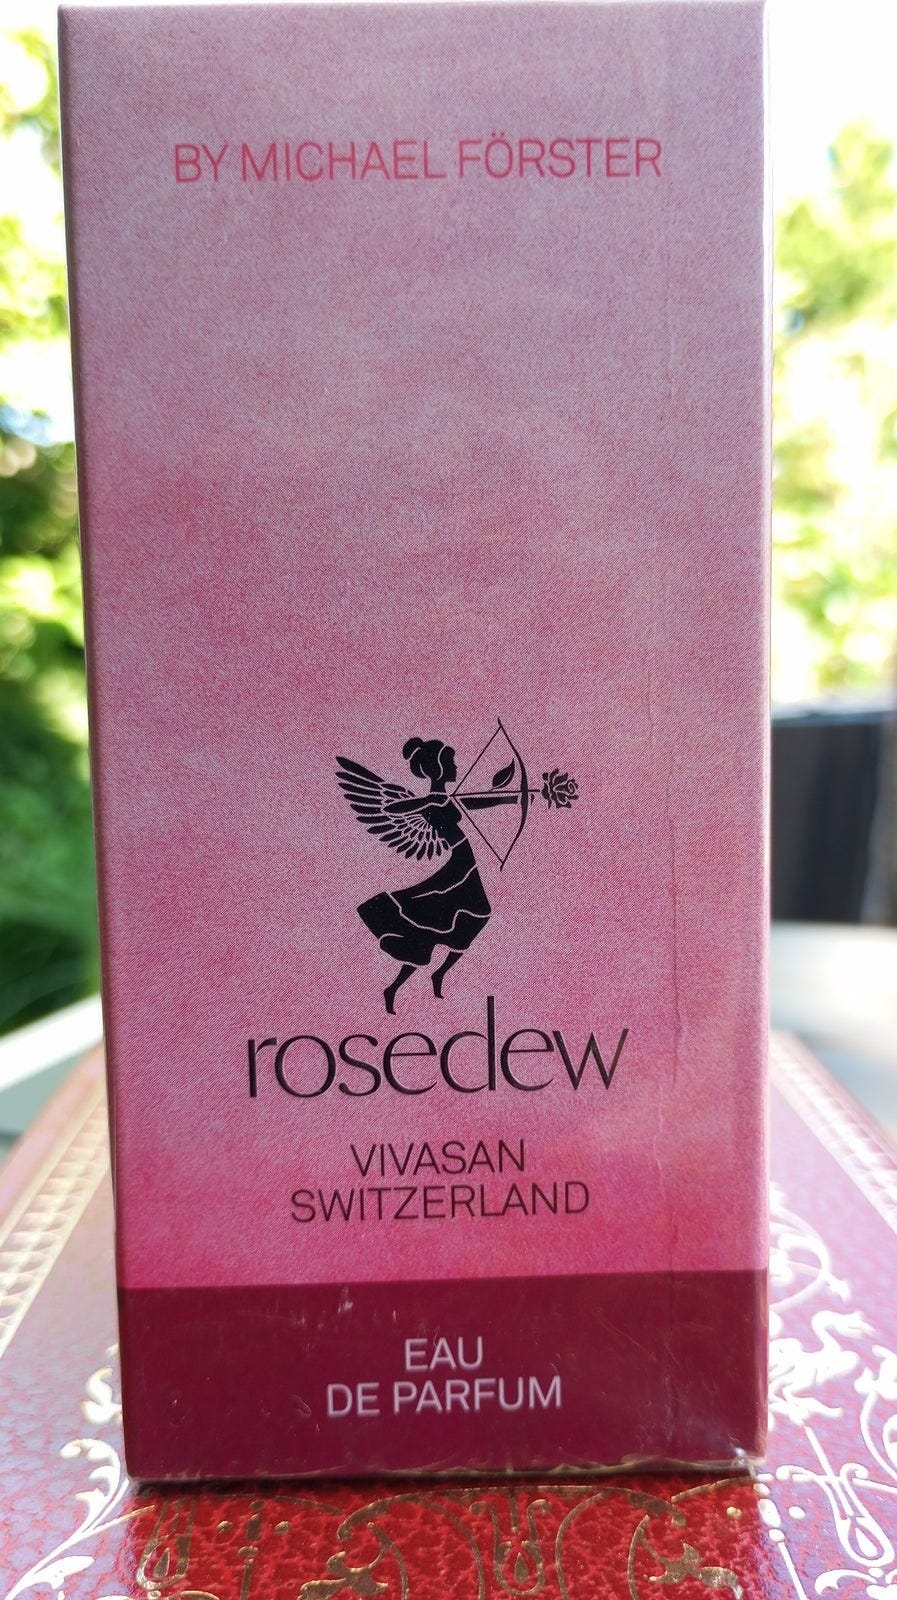 BY MICHAEL FÖRSTER
rosedew
VIVASAN
SWITZERLAND
EAU
DE PARFUM